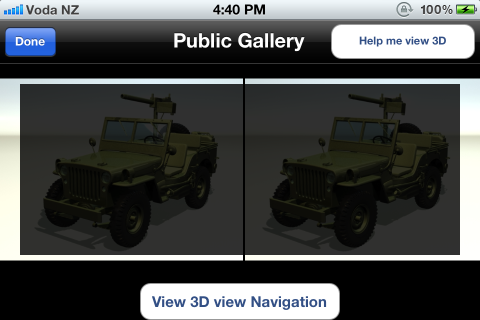 Voda NZ 4:40 PM 100%
Done Public Gallery Help me view 3D
View 3D view Navigation